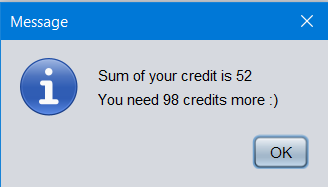 Message
Sum of your credit is 52
You need 98 credits more :)
OK